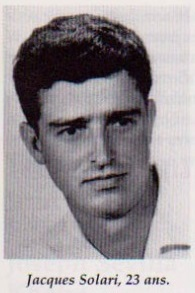 Jacques Solari, 23 ans.